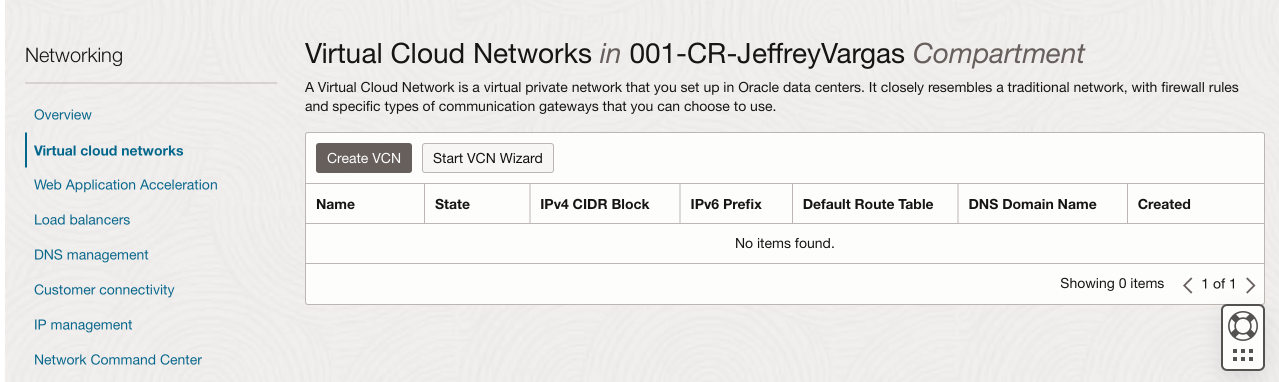 Networking
Overview
Virtual cloud networks
Web Application Acceleration
Load balancers
DNS management
Customer connectivity
IP management
Network Command Center
Virtual Cloud Networks in 001-CR-JeffreyVargas Compartment
A Virtual Cloud Network is a virtual private network that you set up in Oracle data centers. It closely resembles a traditional network, with firewall rules
and specific types of communication gateways that you can choose to use.
Create VCN Start VCN Wizard
Name State IPv4 CIDR Block IPv6 Prefix Default Route Table DNS Domain Name Created
No items found.
Showing 0 items 1 of 1